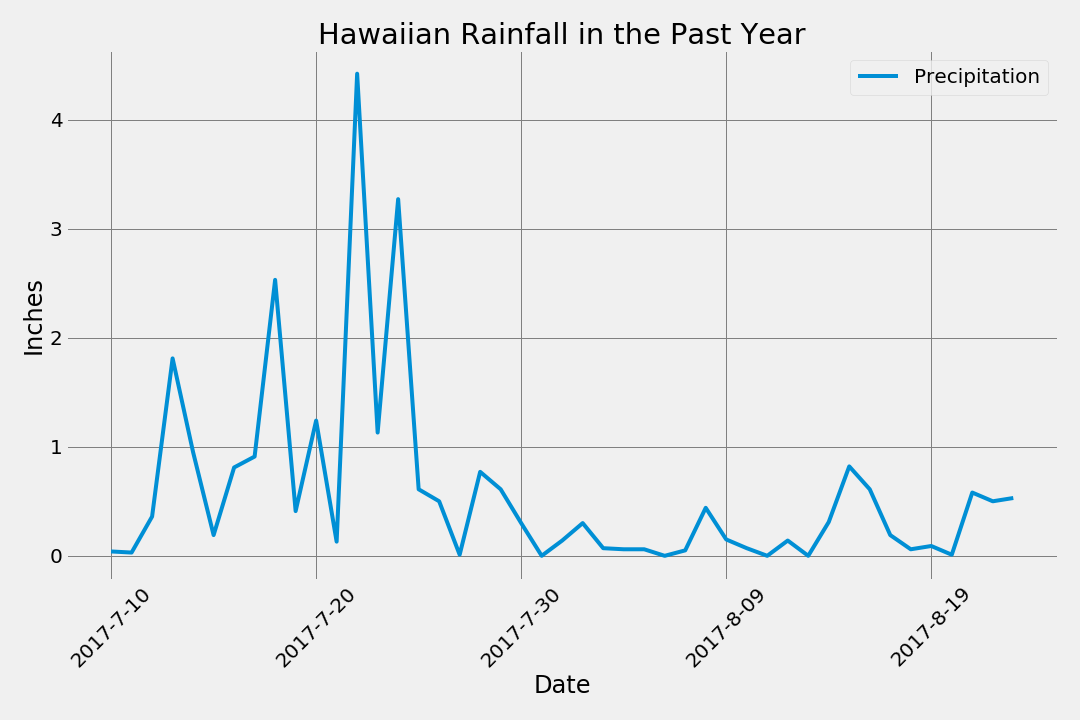 Hawaiian Rainfall in the Past Year
Precipitation
Inches
4
3
2
1
0
2017-7-10
2017-7-20
2017-7-30
2017-8-09
2017-8-19
Date